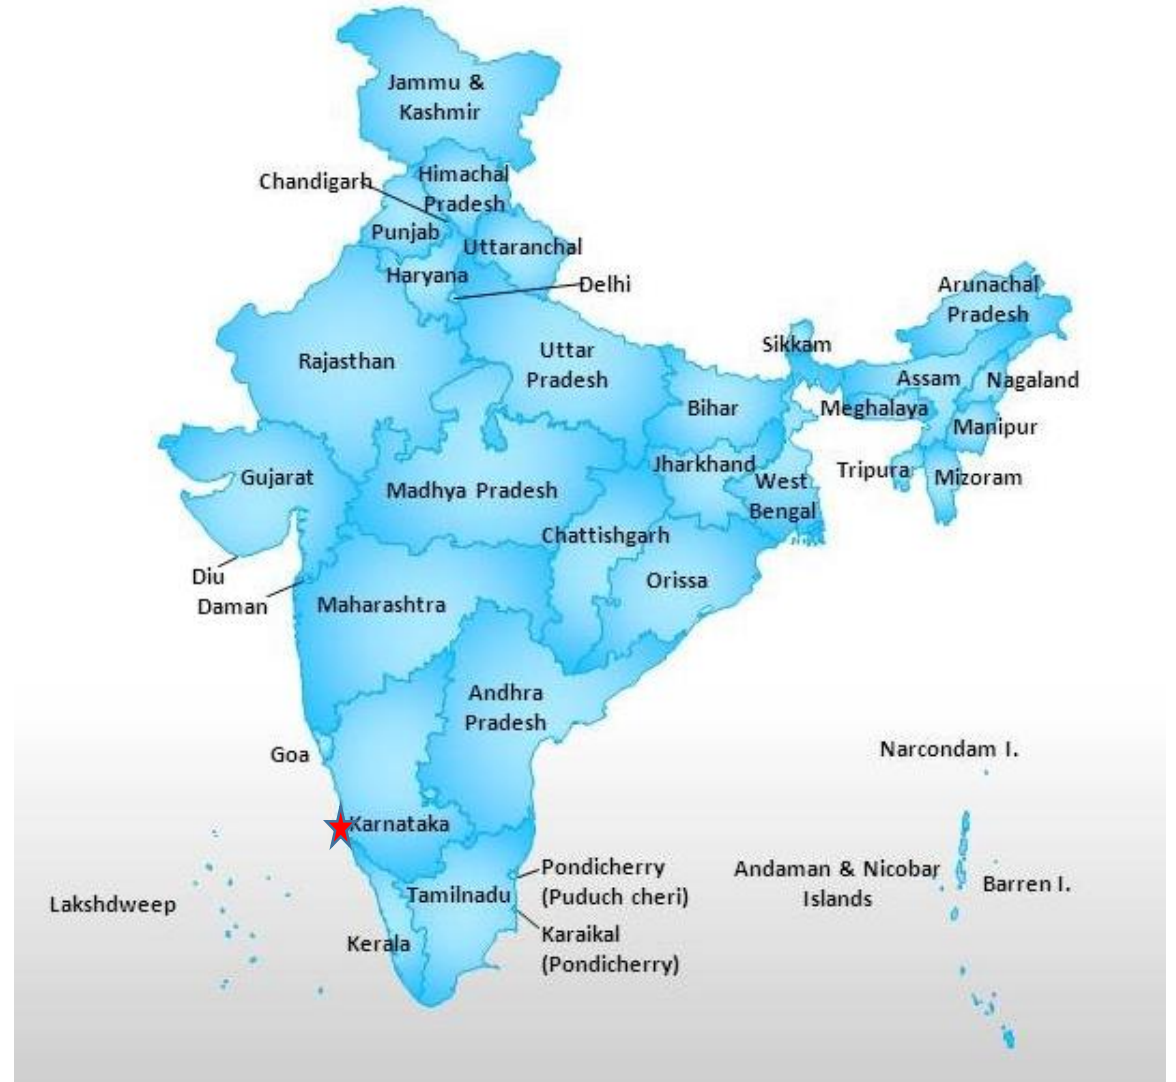 Jammu &
Kashmir
Chandigarh
Himachal
Pradesh
Punjab
Uttaranchal
Haryana
Delhi
Arunachal
Pradesh
Rajasthan
Uttar
Pradesh
Sikkam
Assam
Nagaland
Bihar
Meghalaya
Manipur
Gujarat
Madhya Pradesh
Jharkhand
West
Bengal
Tripura
Mizoram
Chattishgarh
Diu
Daman
Maharashtra
Orissa
Andhra
Pradesh
Goa
Narcondam I.
Karnataka
Pondicherry
(Puduch cheri)
Andaman & Nicobar
Islands
Barren I.
Lakshdweep
Tamilnadu
Kerala
Karaikal
(Pondicherry)